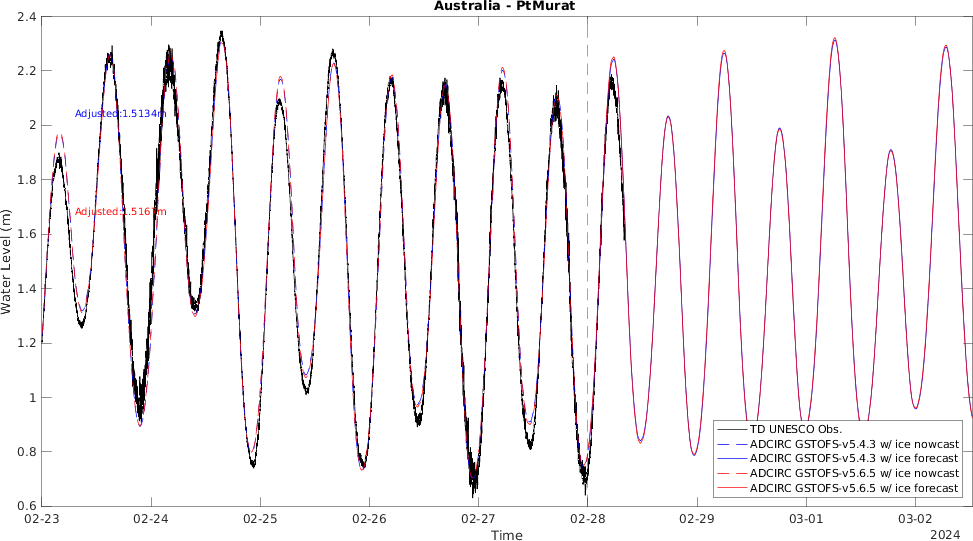 Australia - PtMurat
2.4
2.2
2
1.8
1.6
1.4
1.2
1
0.8
0.6
Water Level (m)
Adjusted:1.5134m
Adjusted:1.5167m
TD UNESCO Obs.
ADCIRC GSTOFS-v5.4.3 w/ ice nowcast
ADCIRC GSTOFS-v5.4.3 w/ ice forecast
ADCIRC GSTOFS-v5.6.5 w/ ice nowcast
ADCIRC GSTOFS-v5.6.5 w/ ice forecast
02-23 02-24 02-25 02-26 02-27 02-28 02-29 03-01 03-02
Time
2024